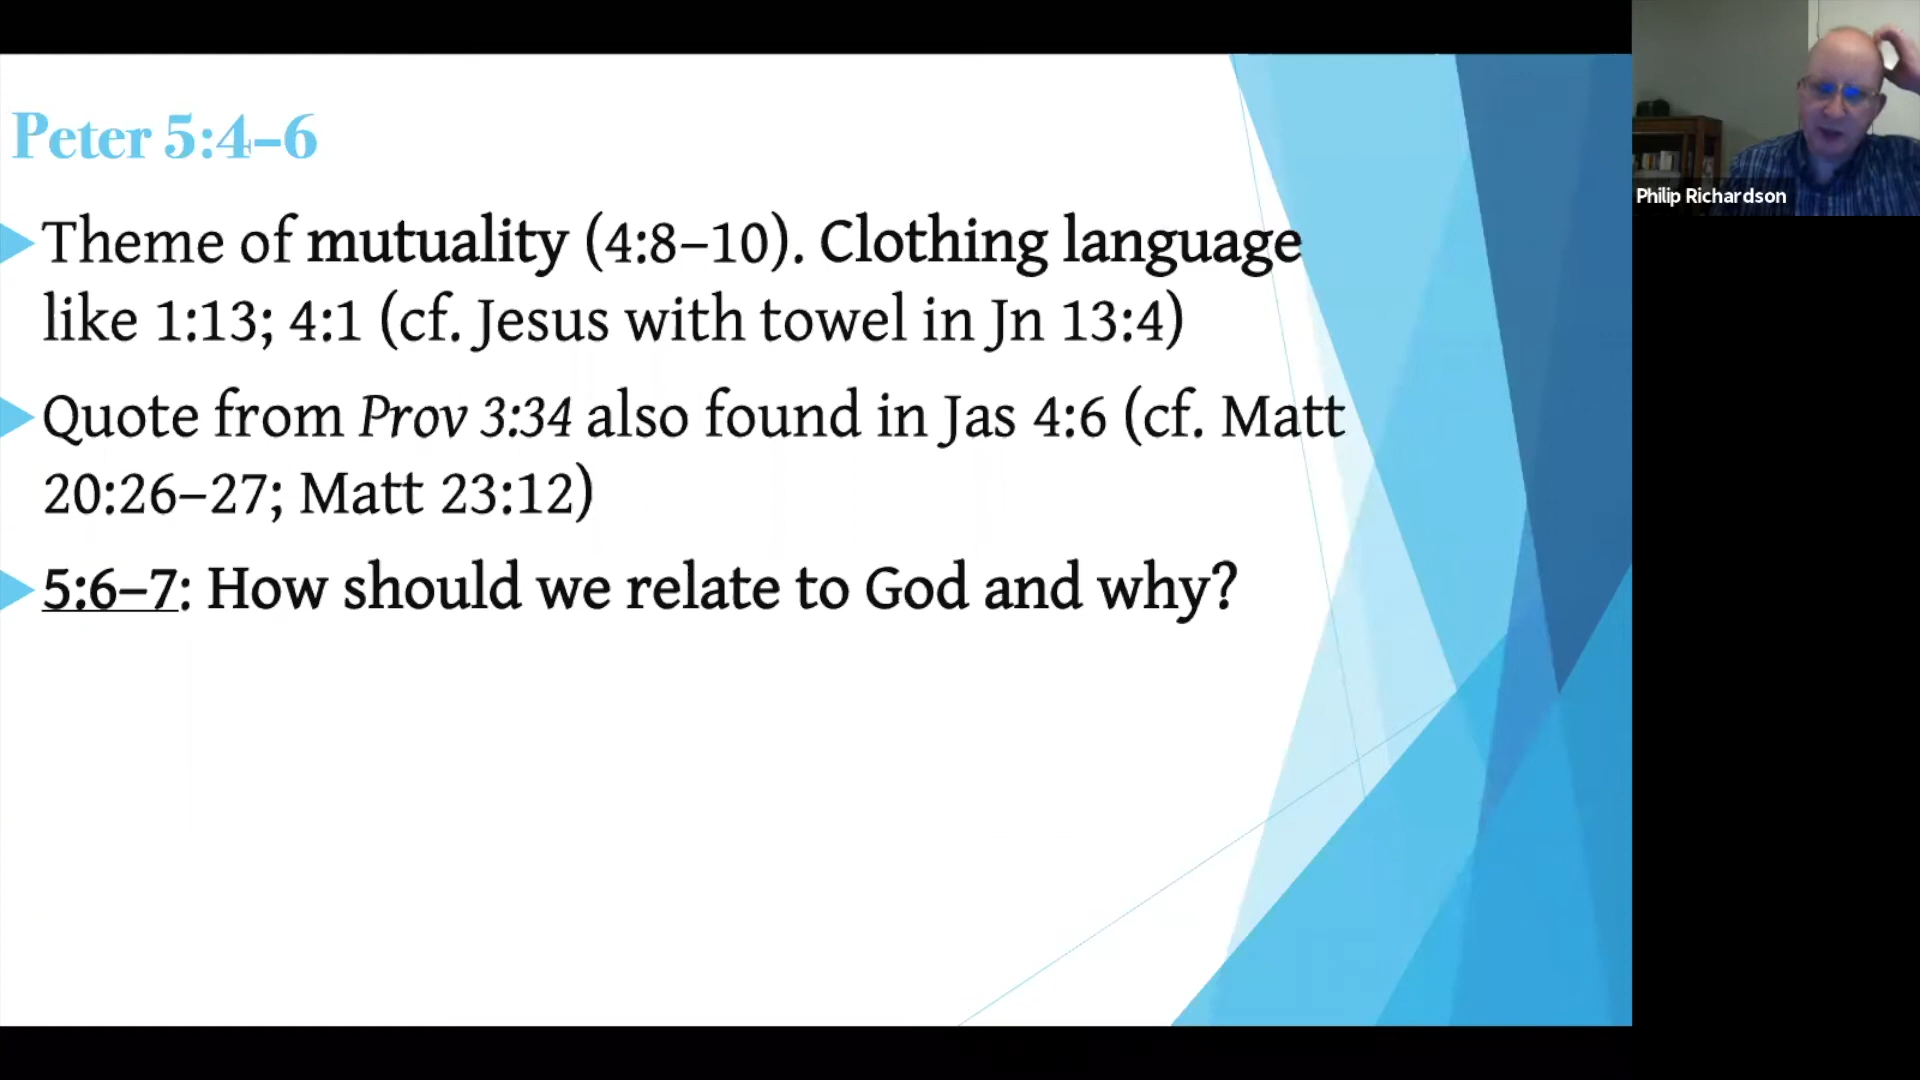 Peter 5:4–6
Theme of mutuality (4:8–10). Clothing language
like 1:13; 4:1 (cf. Jesus with towel in Jn 13:4)
Quote from Prov 3:34 also found in Jas 4:6 (cf. Matt
20:26–27; Matt 23:12)
5:6–7: How should we relate to God and why?
Philip Richardson